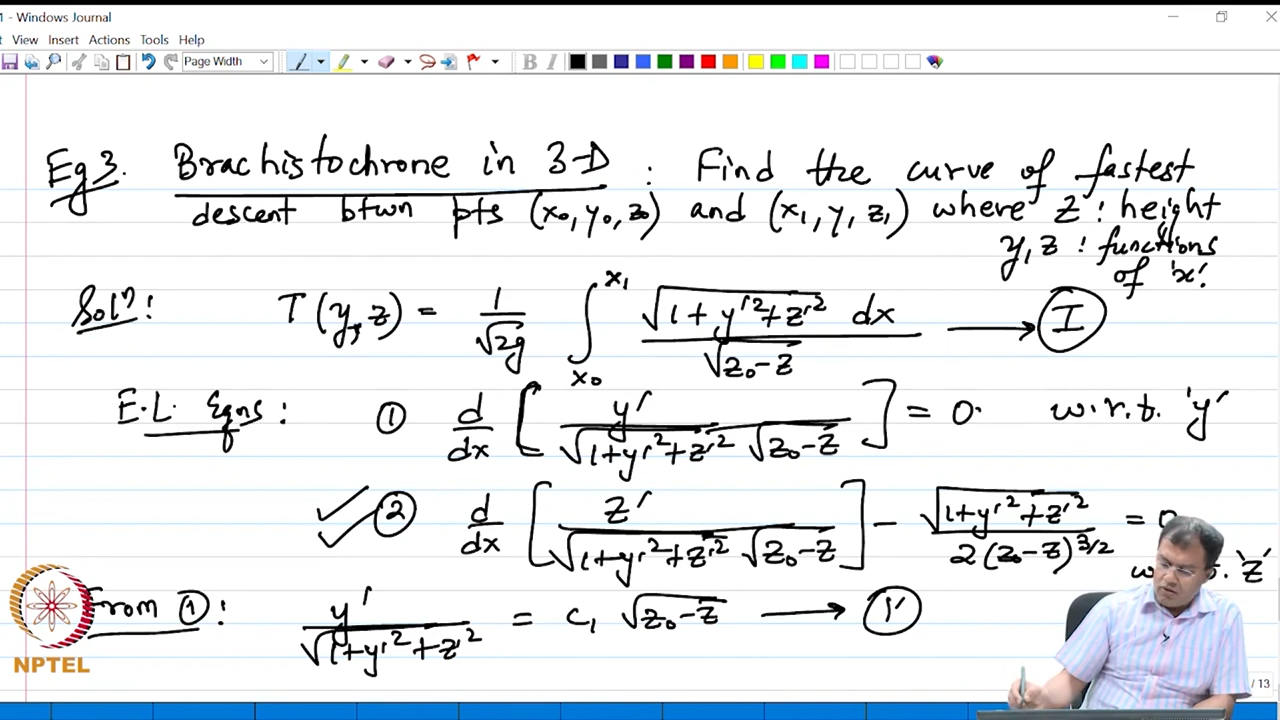 1 - Windows Journal
View Insert Actions Tools Help
Page Width
Eg 3. Brachistochrone in 3-D : Find the curve of fastest
descent btwn pts (x₀, y₀, z₀) and (x₁, y, z₁) where z : height
y, z : functions
of 'x'.
Solⁿ: T(y, z) = 1/√2g ∫_{x₀}^{x₁} √(1+y'²+z'²) dx / √(z₀-z) → I
E.L. Eqns : ① d/dx [ y' / √(1+y'²+z'²) √(z₀-z) ] = 0. w.r.t. 'y'
② d/dx [ z' / √(1+y'²+z'²) √(z₀-z) ] - √(1+y'²+z'²) / 2(z₀-z)^{3/2} = 0
'z'
From ① : y' / √(1+y'²+z'²) = c₁ √(z₀-z) → 1'
NPTEL
/ 13